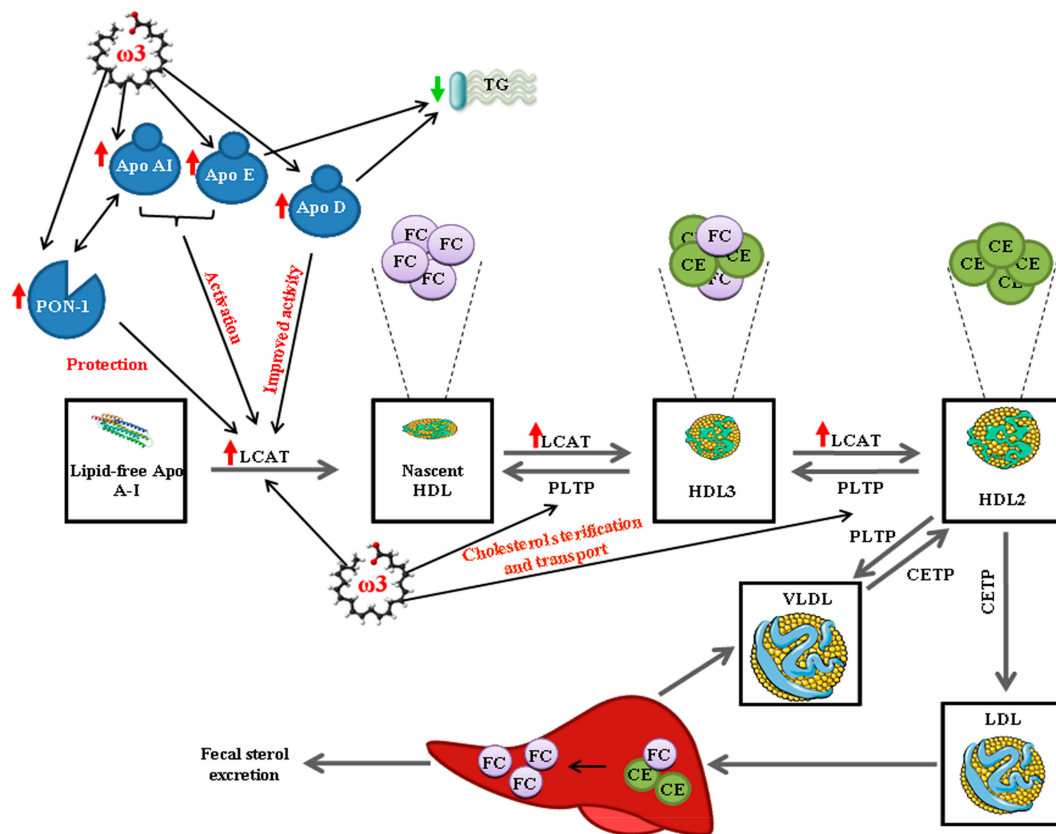 ω3
TG
Apo AI
Apo E
Apo D
PON-1
Activation
Improved activity
Protection
FC
FC
FC
FC
C
FC
CE
CE
FC
CE
CE
CE
CE
Lipid-free Apo
A-I
LCAT
Nascent
HDL
LCAT
PLTP
HDL3
LCAT
PLTP
HDL2
ω3
Cholesterol sterification
and transport
PLTP
CETP
CETP
VLDL
LDL
Fecal sterol
excretion
FC
FC
FC
FC
CE
CE